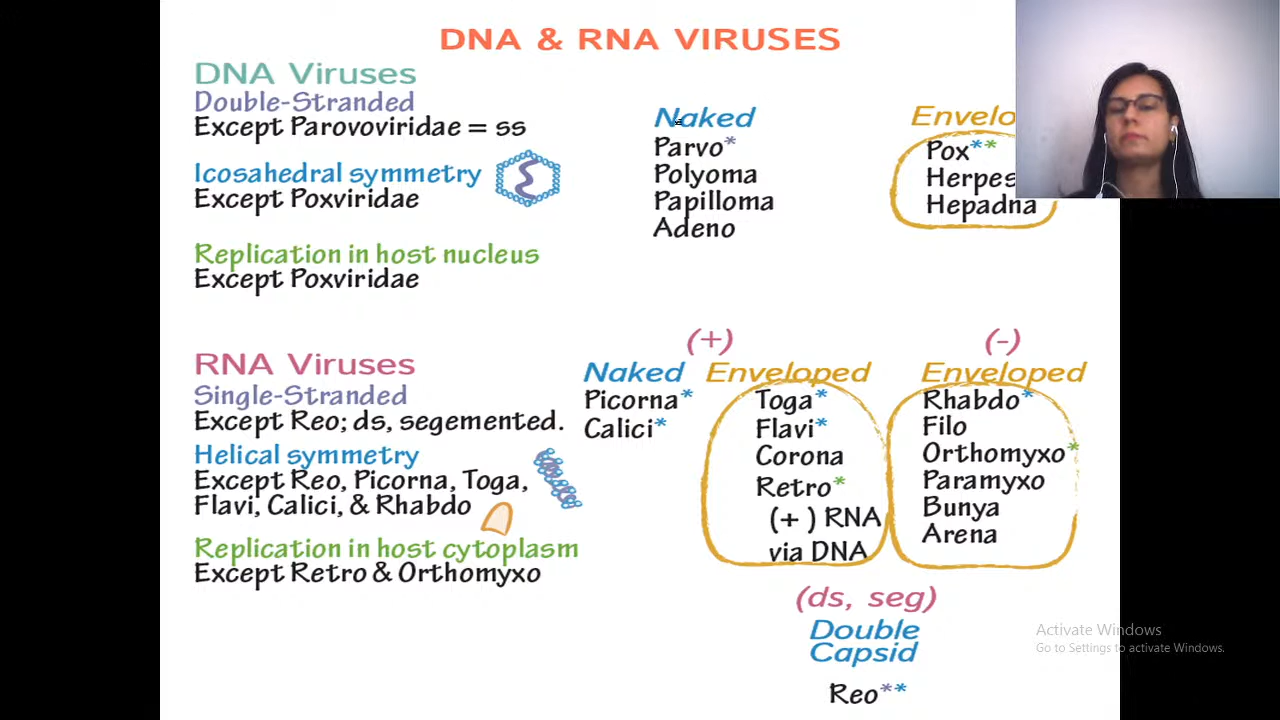 DNA & RNA VIRUSES
DNA Viruses
Double-Stranded
Except Parovoviridae = ss
Icosahedral symmetry
Except Poxviridae
Replication in host nucleus
Except Poxviridae
Naked
Parvo*
Polyoma
Papilloma
Adeno
Envelo
Pox**
Herpes
Hepadna
RNA Viruses
Single-Stranded
Except Reo; ds, segemented.
Helical symmetry
Except Reo, Picorna, Toga,
Flavi, Calici, & Rhabdo
Replication in host cytoplasm
Except Retro & Orthomyxo
(+)
Naked
Picorna*
Calici*
Enveloped
Toga*
Flavi*
Corona
Retro*
(+ ) RNA
via DNA
(-)
Enveloped
Rhabdo*
Filo
Orthomyxo*
Paramyxo
Bunya
Arena
(ds, seg)
Double
Capsid
Reo**
Activate Windows
Go to Settings to activate Windows.